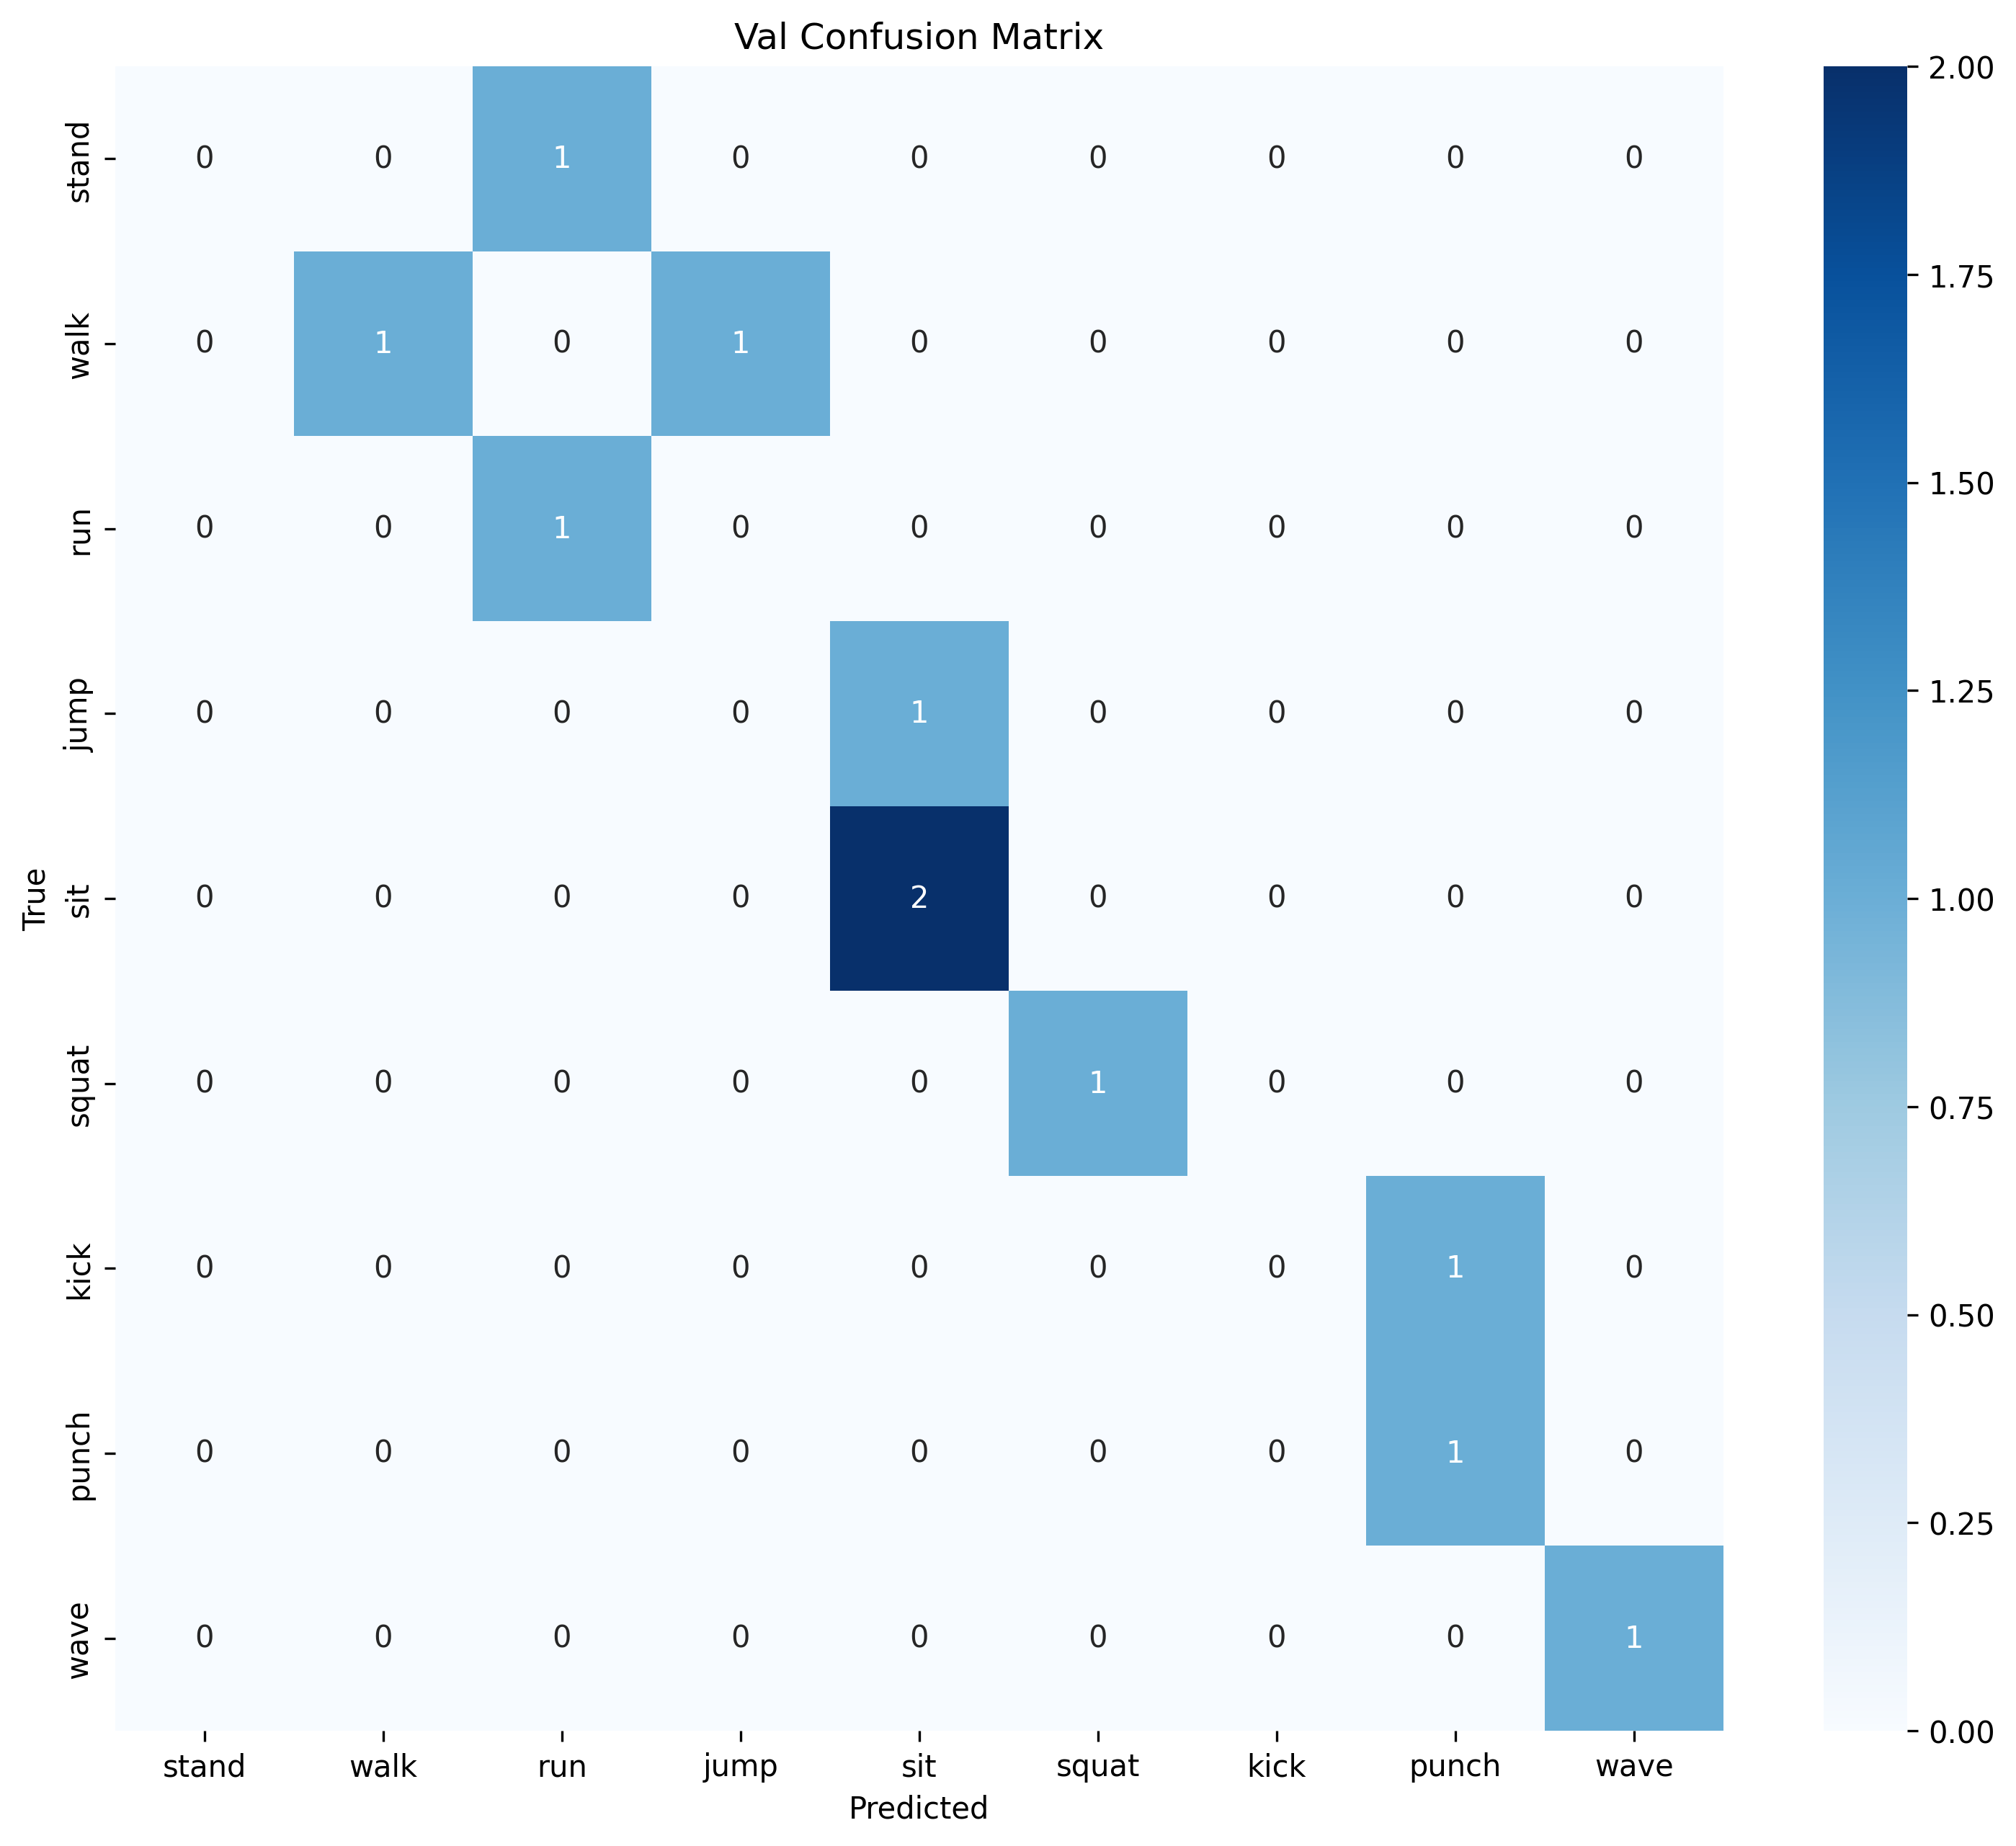 Val Confusion Matrix
stand 0 0 1 0 0 0 0 0 0
walk 0 1 0 1 0 0 0 0 0
run 0 0 1 0 0 0 0 0 0
jump 0 0 0 0 1 0 0 0 0
sit 0 0 0 0 2 0 0 0 0
squat 0 0 0 0 0 1 0 0 0
kick 0 0 0 0 0 0 0 1 0
punch 0 0 0 0 0 0 0 1 0
wave 0 0 0 0 0 0 0 0 1
True
stand walk run jump sit squat kick punch wave
Predicted
2.00
1.75
1.50
1.25
1.00
0.75
0.50
0.25
0.00